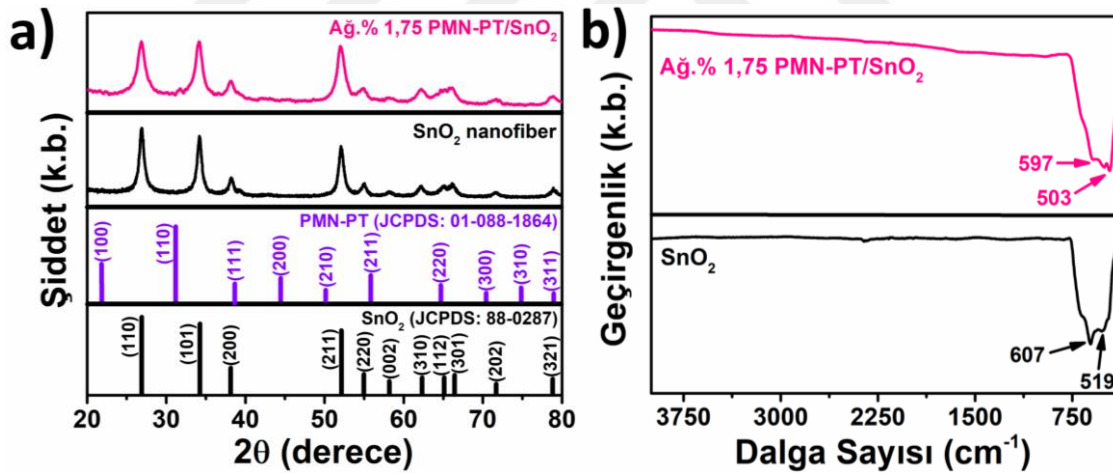 a)
Ağ.% 1,75 PMN-PT/SnO₂
SnO₂ nanofiber
PMN-PT (JCPDS: 01-088-1864)
(100)
(110)
(111)
(200)
(210)
(211)
(220)
(300)
(310)
(311)
SnO₂ (JCPDS: 88-0287)
(110)
(101)
(200)
(211)
(220)
(002)
(310)
(112)
(301)
(202)
(321)
Şiddet (k.b.)
20 30 40 50 60 70 80
2θ (derece)
b)
Ağ.% 1,75 PMN-PT/SnO₂
597
503
SnO₂
607
519
Geçirgenlik (k.b.)
3750 3000 2250 1500 750
Dalga Sayısı (cm⁻¹)